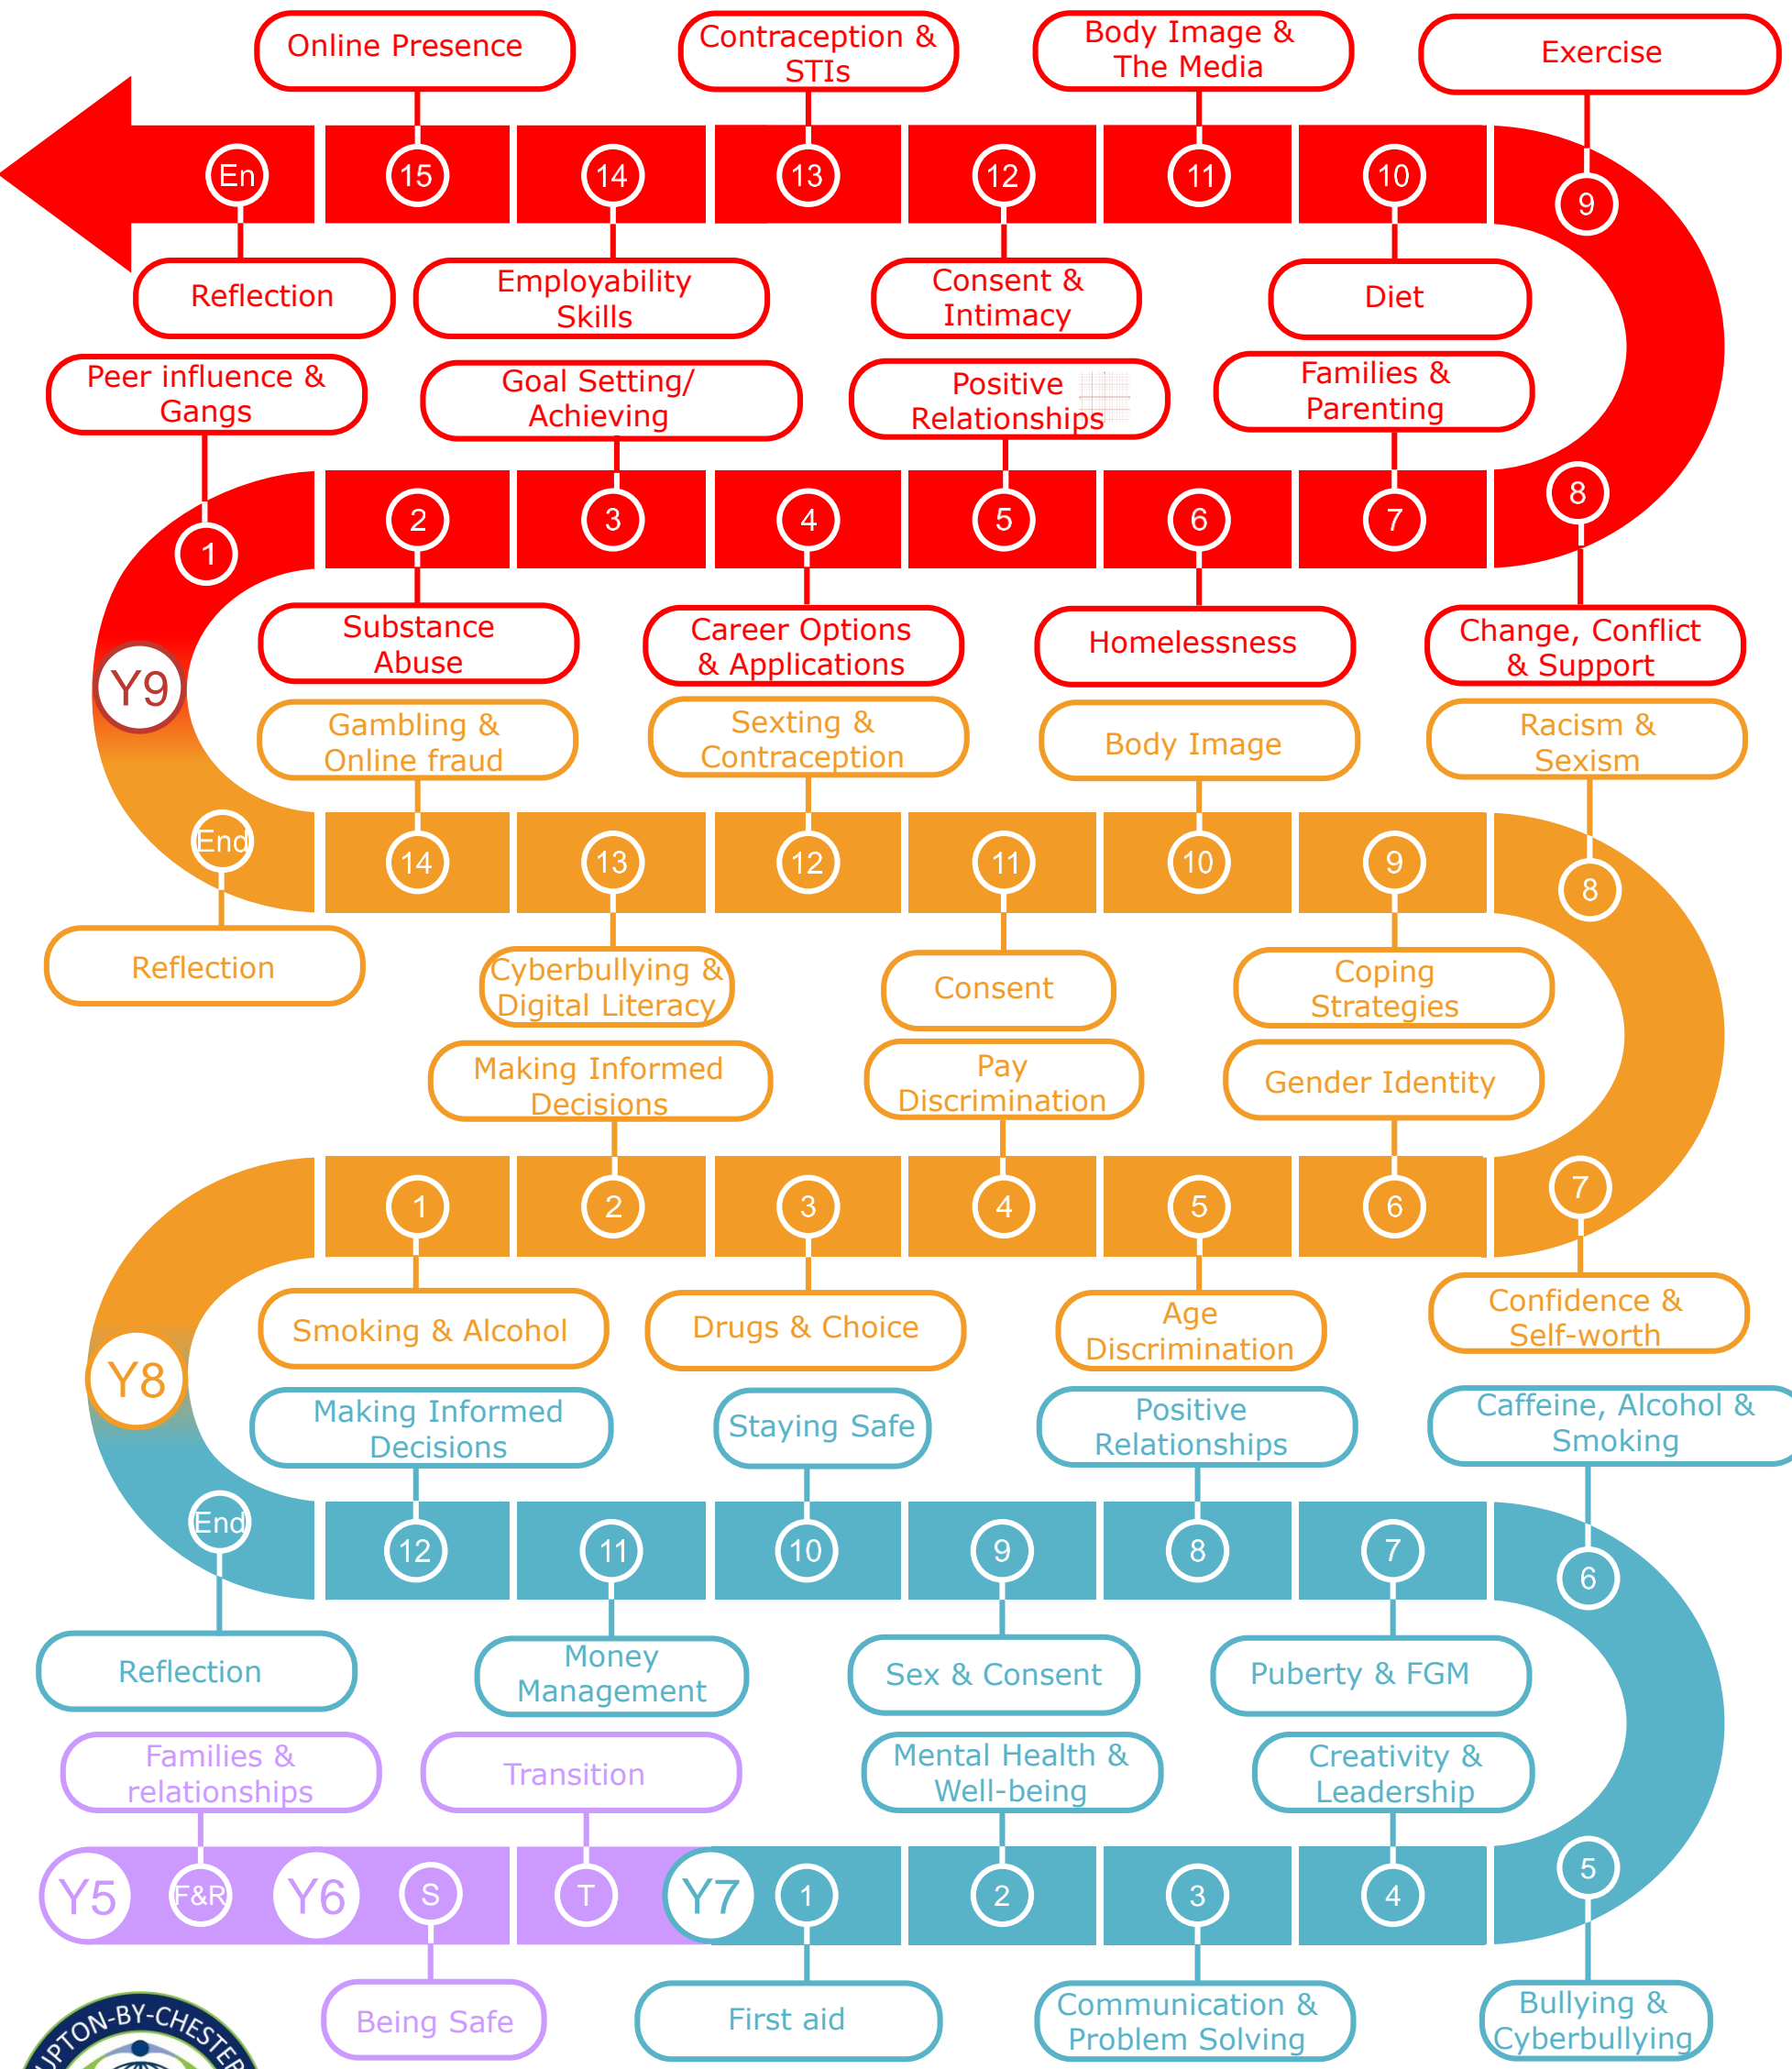 Online Presence
Contraception &
STIs
Body Image &
The Media
Exercise
En
15
14
13
12
11
10
9
Reflection
Employability
Skills
Consent &
Intimacy
Diet
Peer influence &
Gangs
Goal Setting/
Achieving
Positive
Relationships
Families &
Parenting
1
2
3
4
5
6
7
8
Substance
Abuse
Career Options
& Applications
Homelessness
Change, Conflict
& Support
Y9
Gambling &
Online fraud
Sexting &
Contraception
Body Image
Racism &
Sexism
End
14
13
12
11
10
9
8
Reflection
Cyberbullying &
Digital Literacy
Consent
Coping
Strategies
Making Informed
Decisions
Pay
Discrimination
Gender Identity
1
2
3
4
5
6
7
Smoking & Alcohol
Drugs & Choice
Age
Discrimination
Confidence &
Self-worth
Y8
Making Informed
Decisions
Staying Safe
Positive
Relationships
Caffeine, Alcohol &
Smoking
End
12
11
10
9
8
7
6
Reflection
Money
Management
Sex & Consent
Puberty & FGM
Families &
relationships
Transition
Mental Health &
Well-being
Creativity &
Leadership
Y5
F&R
Y6
S
T
Y7
1
2
3
4
5
Being Safe
First aid
Communication &
Problem Solving
Bullying &
Cyberbullying
UPTON-BY-CHESTER